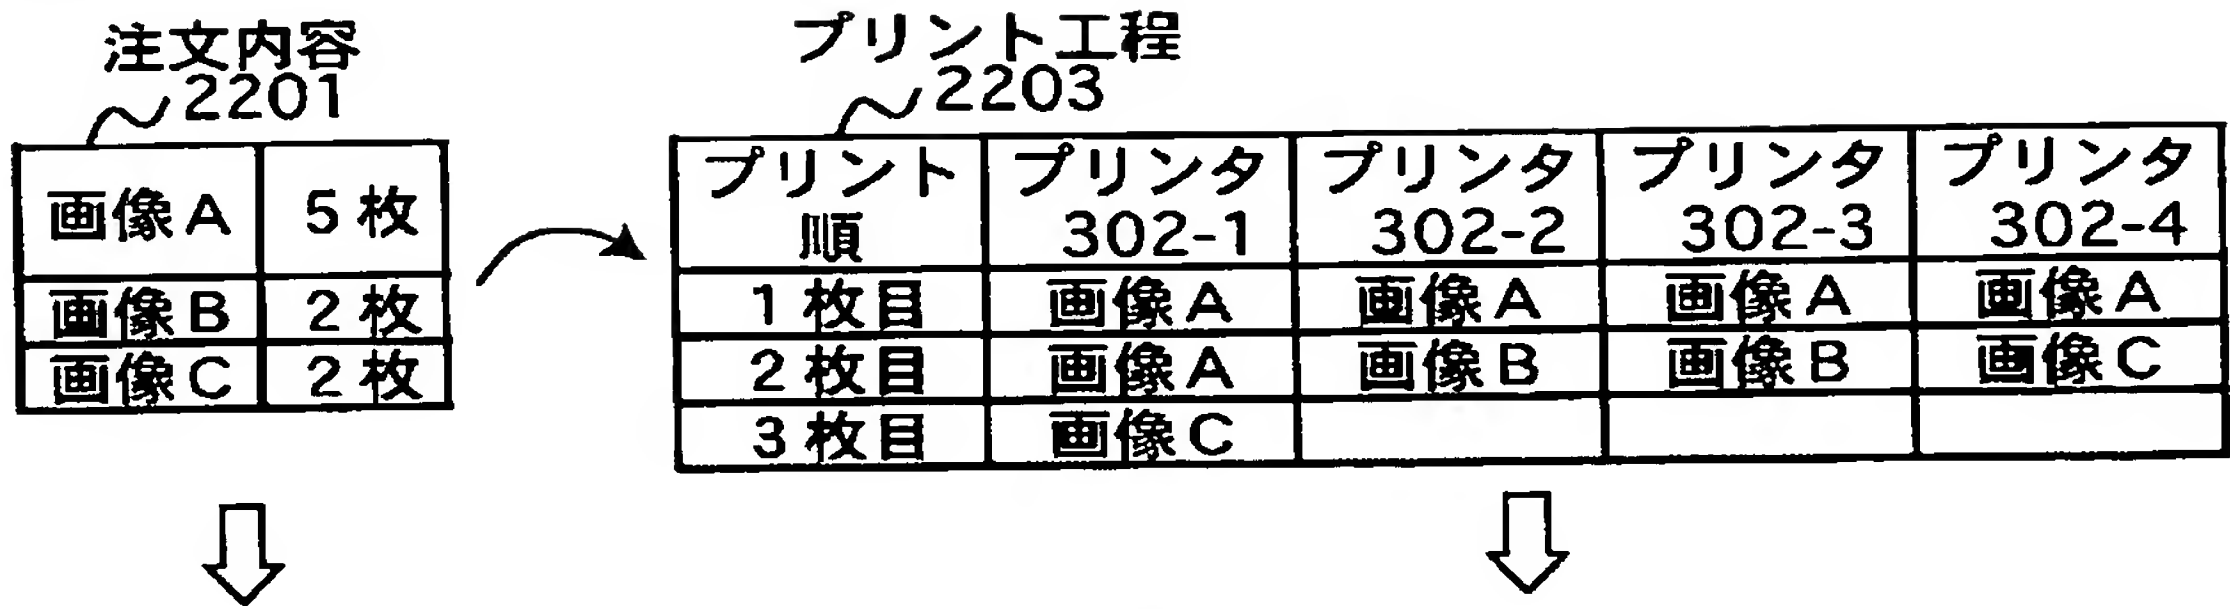 注文内容
2201
画像A 5枚
画像B 2枚
画像C 2枚
プリント工程
2203
プリント順 プリンタ302-1 プリンタ302-2 プリンタ302-3 プリンタ302-4
1枚目 画像A 画像A 画像A 画像A
2枚目 画像A 画像B 画像B 画像C
3枚目 画像C